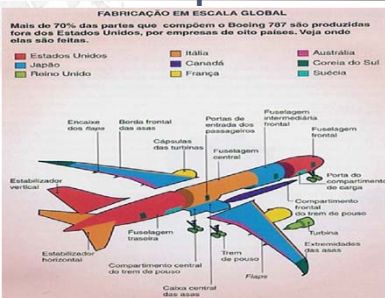 FABRICAÇÃO EM ESCALA GLOBAL
Mais de 70% das partes que compõem o Boeing 787 são produzidas
fora dos Estados Unidos, por empresas de oito países. Veja onde
elas são feitas.
Estados Unidos
Japão
Reino Unido
Itália
Canadá
França
Austrália
Coreia do Sul
Suécia
Encaixe
dos flaps
Borda frontal
das asas
Cápsulas
das turbinas
Portas de
entrada dos
passageiros
Fuselagem
central
Fuselagem
intermediária
frontal
Fuselagem
frontal
Estabilizador
vertical
Porta do
compartimento
de carga
Compartimento
frontal
do trem de pouso
Turbina
Extremidades
das asas
Fuselagem
traseira
Estabilizador
horizontal
Compartimento central
do trem de pouso
Trem
de pouso
Flaps
Caixa central
das asas